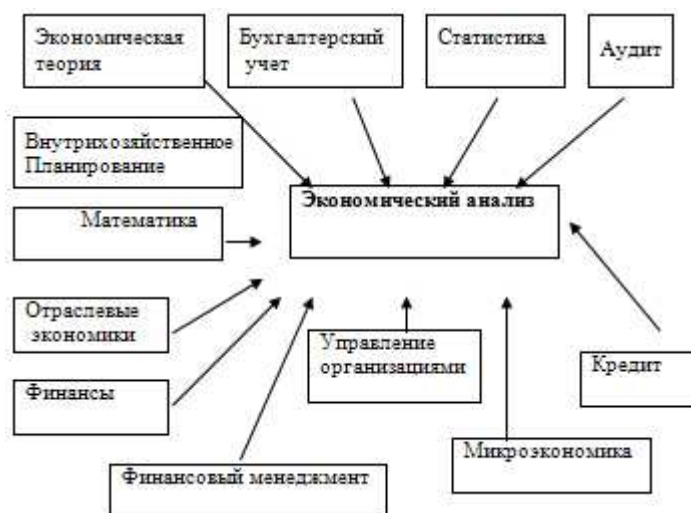 Экономическая
теория
Бухгалтерский
учет
Статистика
Аудит
Внутрихозяйственное
Планирование
Экономический анализ
Математика
Отраслевые
экономики
Управление
организациями
Кредит
Финансы
Микроэкономика
Финансовый менеджмент